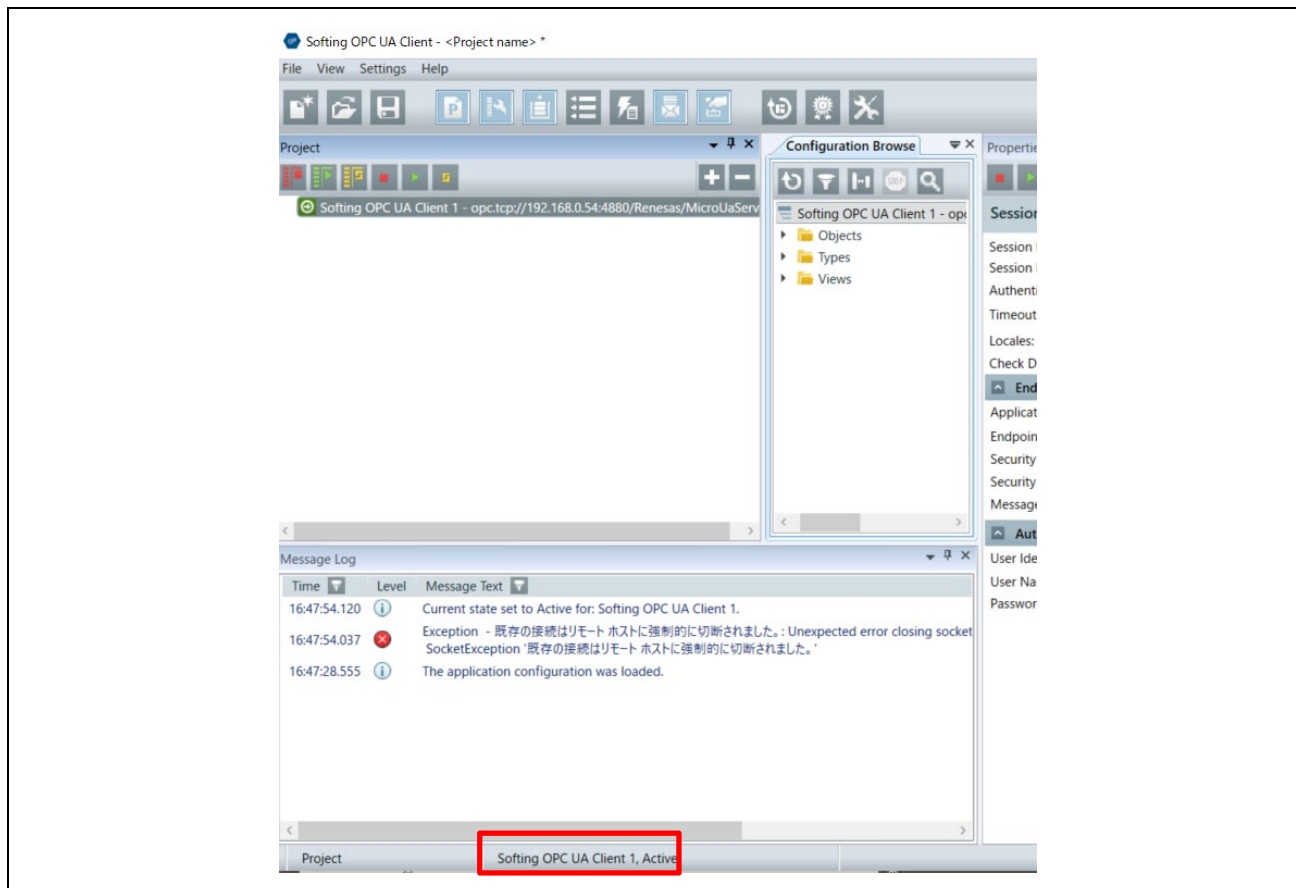 Softing OPC UA Client - <Project name> *
File View Settings Help
Project
Softing OPC UA Client 1 - opc.tcp://192.168.0.54:4880/Renesas/MicroUaServ
Configuration Browse
STOP
Softing OPC UA Client 1 - opc
Objects
Types
Views
Propertie
Session
Session
Session
Authenti
Timeout
Locales:
Check D
End
Applicat
Endpoin
Security
Security
Message
Aut
User Ide
User Na
Passwor
Message Log
Time Level Message Text
16:47:54.120 Current state set to Active for: Softing OPC UA Client 1.
16:47:54.037 Exception - 既存の接続はリモート ホストに強制的に切断されました。: Unexpected error closing socket
SocketException '既存の接続はリモート ホストに強制的に切断されました。'
16:47:28.555 The application configuration was loaded.
Project Softing OPC UA Client 1, Active